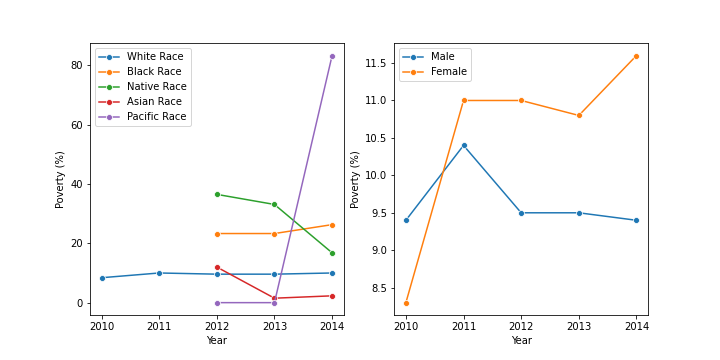 White Race
Black Race
Native Race
Asian Race
Pacific Race
80
60
40
20
0
Poverty (%)
2010 2011 2012 2013 2014
Year
Male
Female
11.5
11.0
10.5
10.0
9.5
9.0
8.5
Poverty (%)
2010 2011 2012 2013 2014
Year